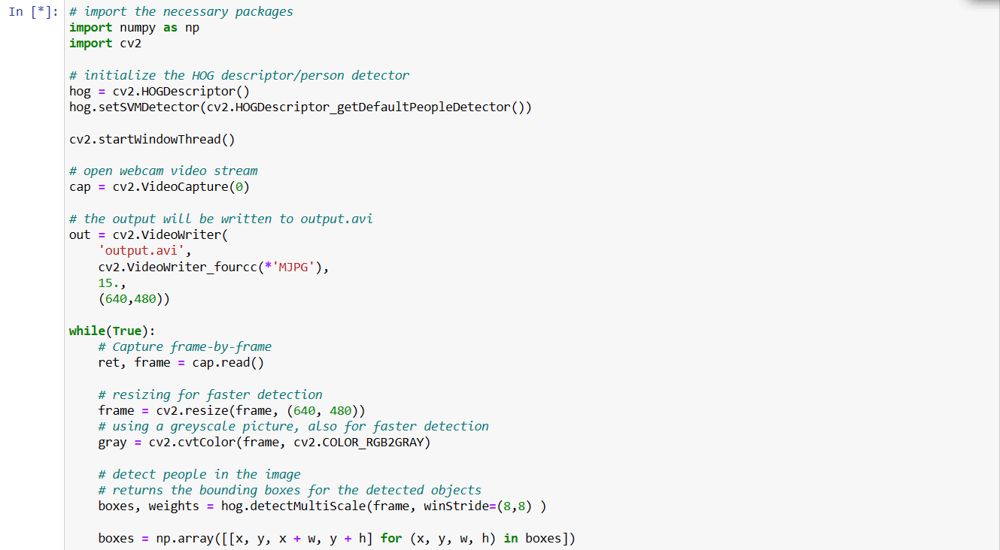 In [*]: # import the necessary packages
import numpy as np
import cv2
# initialize the HOG descriptor/person detector
hog = cv2.HOGDescriptor()
hog.setSVMDetector(cv2.HOGDescriptor_getDefaultPeopleDetector())
cv2.startWindowThread()
# open webcam video stream
cap = cv2.VideoCapture(0)
# the output will be written to output.avi
out = cv2.VideoWriter(
    'output.avi',
    cv2.VideoWriter_fourcc(*'MJPG'),
    15.,
    (640,480))
while(True):
    # Capture frame-by-frame
    ret, frame = cap.read()
    # resizing for faster detection
    frame = cv2.resize(frame, (640, 480))
    # using a greyscale picture, also for faster detection
    gray = cv2.cvtColor(frame, cv2.COLOR_RGB2GRAY)
    # detect people in the image
    # returns the bounding boxes for the detected objects
    boxes, weights = hog.detectMultiScale(frame, winStride=(8,8) )
    boxes = np.array([[x, y, x + w, y + h] for (x, y, w, h) in boxes])